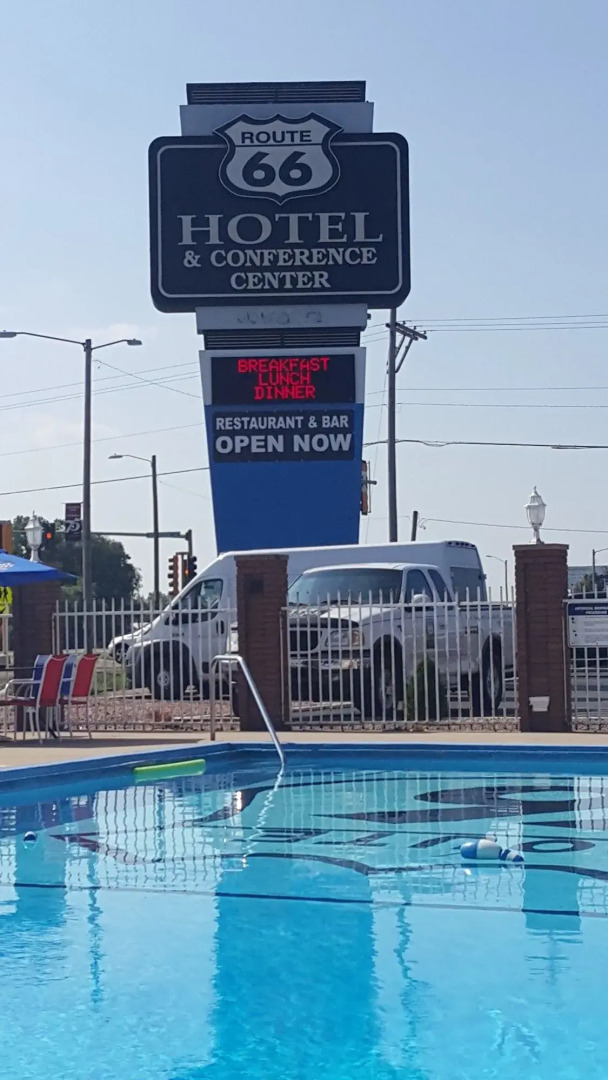 ROUTE
66
HOTEL
& CONFERENCE
CENTER
BREAKFAST
LUNCH
DINNER
RESTAURANT & BAR
OPEN NOW